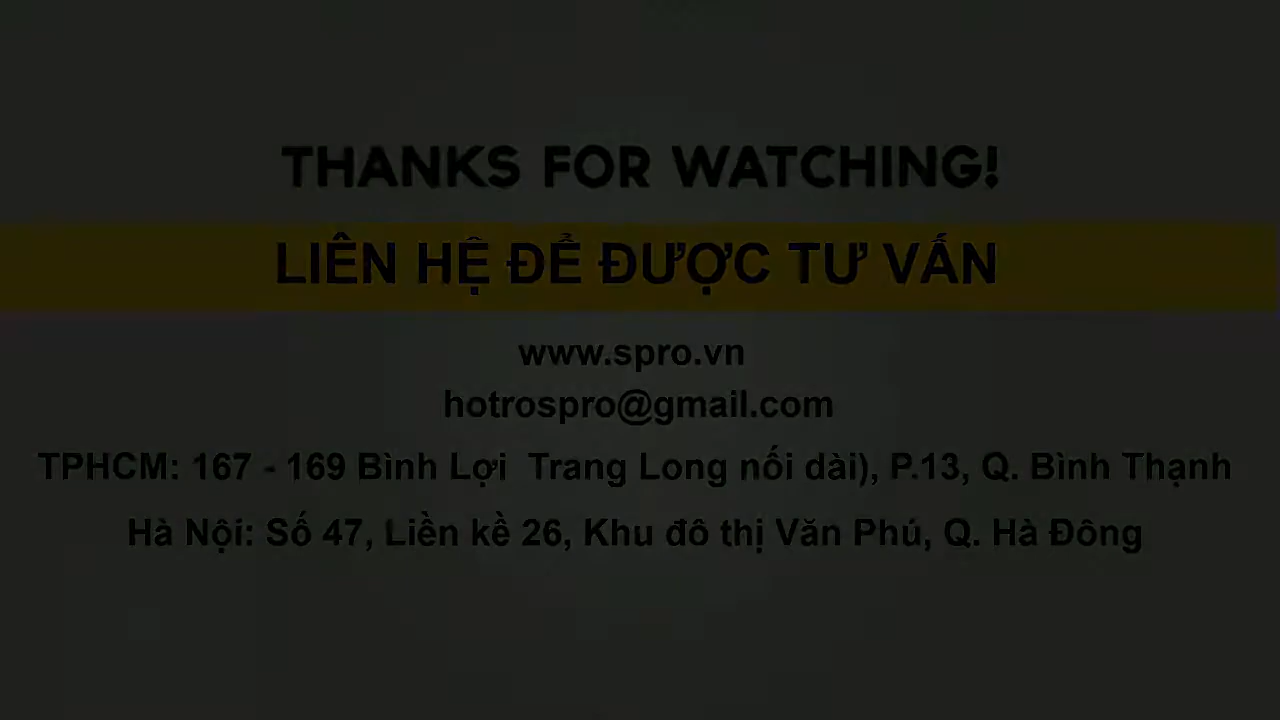 THANKS FOR WATCHING!
LIÊN HỆ ĐỂ ĐƯỢC TƯ VẤN
www.spro.vn
hotrospro@gmail.com
TPHCM: 167 - 169 Bình Lợi Trang Long nối dài), P.13, Q. Bình Thạnh
Hà Nội: Số 47, Liền kề 26, Khu đô thị Văn Phú, Q. Hà Đông